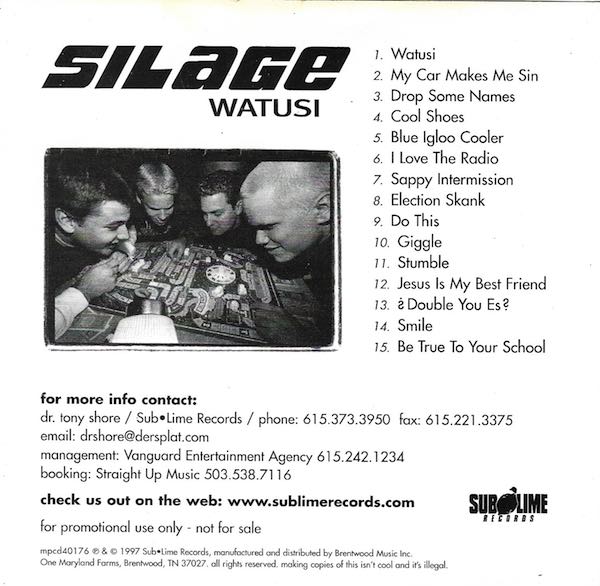 SILAGE
WATUSI
1. Watusi
2. My Car Makes Me Sin
3. Drop Some Names
4. Cool Shoes
5. Blue Igloo Cooler
6. I Love The Radio
7. Sappy Intermission
8. Election Skank
9. Do This
10. Giggle
11. Stumble
12. Jesus Is My Best Friend
13. ¿Double You Es?
14. Smile
15. Be True To Your School
for more info contact:
dr. tony shore / Sub•Lime Records / phone: 615.373.3950 fax: 615.221.3375
email: drshore@dersplat.com
management: Vanguard Entertainment Agency 615.242.1234
booking: Straight Up Music 503.538.7116
check us out on the web: www.sublimerecords.com
SUB LIME
RECORDS
for promotional use only - not for sale
mpcd40176 ℗ & © 1997 Sub•Lime Records, manufactured and distributed by Brentwood Music Inc.
One Maryland Farms, Brentwood, TN 37027. all rights reserved. making copies of this isn't cool and it's illegal.